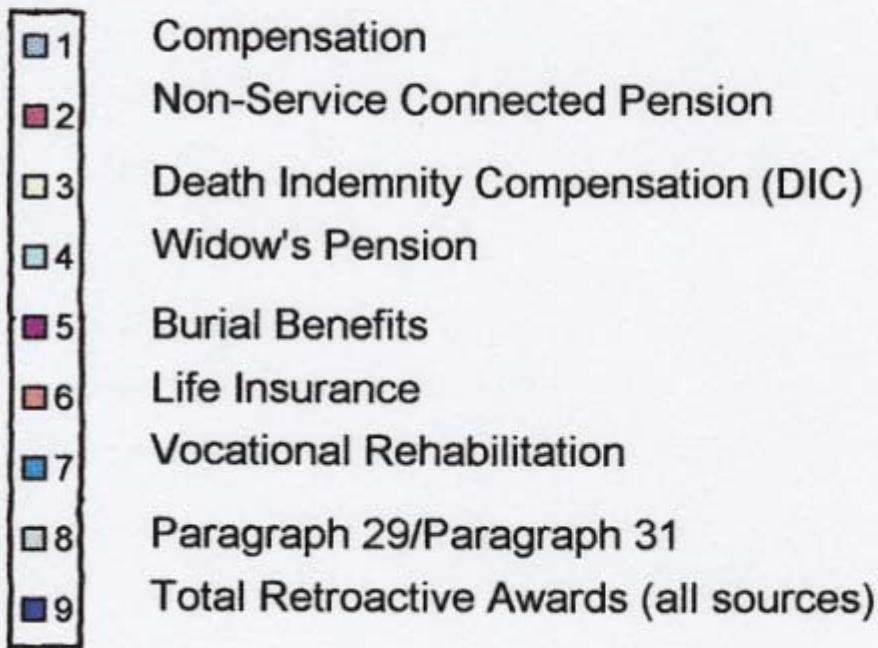 1 Compensation
2 Non-Service Connected Pension
3 Death Indemnity Compensation (DIC)
4 Widow's Pension
5 Burial Benefits
6 Life Insurance
7 Vocational Rehabilitation
8 Paragraph 29/Paragraph 31
9 Total Retroactive Awards (all sources)